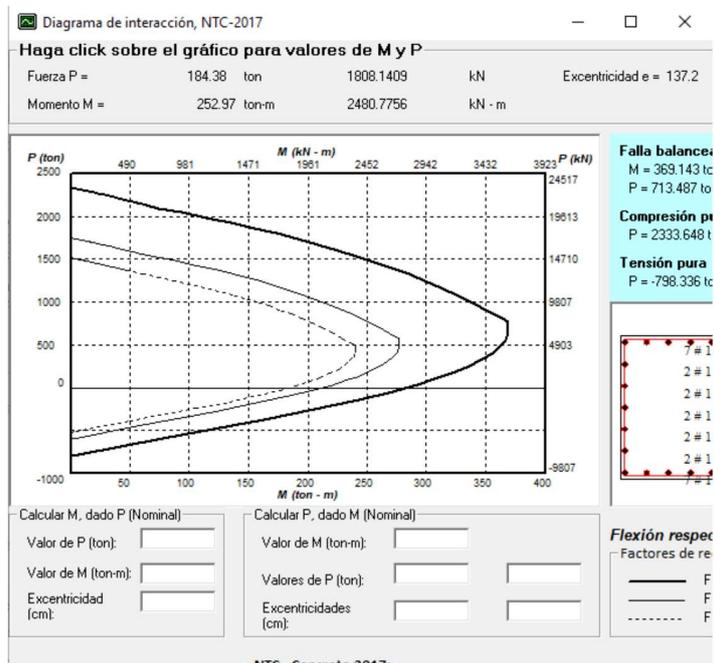 Diagrama de interacción, NTC-2017
Haga click sobre el gráfico para valores de M y P
Fuerza P = 184.38 ton 1808.1409 kN Excentricidad e = 137.2
Momento M = 252.97 ton-m 2480.7756 kN - m
M (kN - m)
P (ton) 490 981 1471 1961 2452 2942 3432 3923 P (kN)
2500 24517
2000 19613
1500 14710
1000 9807
500 4903
0
-1000 -9807
50 100 150 200 250 300 350 400
M (ton - m)
Falla balancea
M = 369.143 to
P = 713.487 to
Compresión pu
P = 2333.648 t
Tensión pura
P = -798.336 to
7 # 1
2 # 1
2 # 1
2 # 1
2 # 1
2 # 1
7 # 1
Calcular M, dado P (Nominal)
Valor de P (ton):
Valor de M (ton-m):
Excentricidad
(cm):
Calcular P, dado M (Nominal)
Valor de M (ton-m):
Valores de P (ton):
Excentricidades
(cm):
Flexión respec
Factores de re
F
F
F